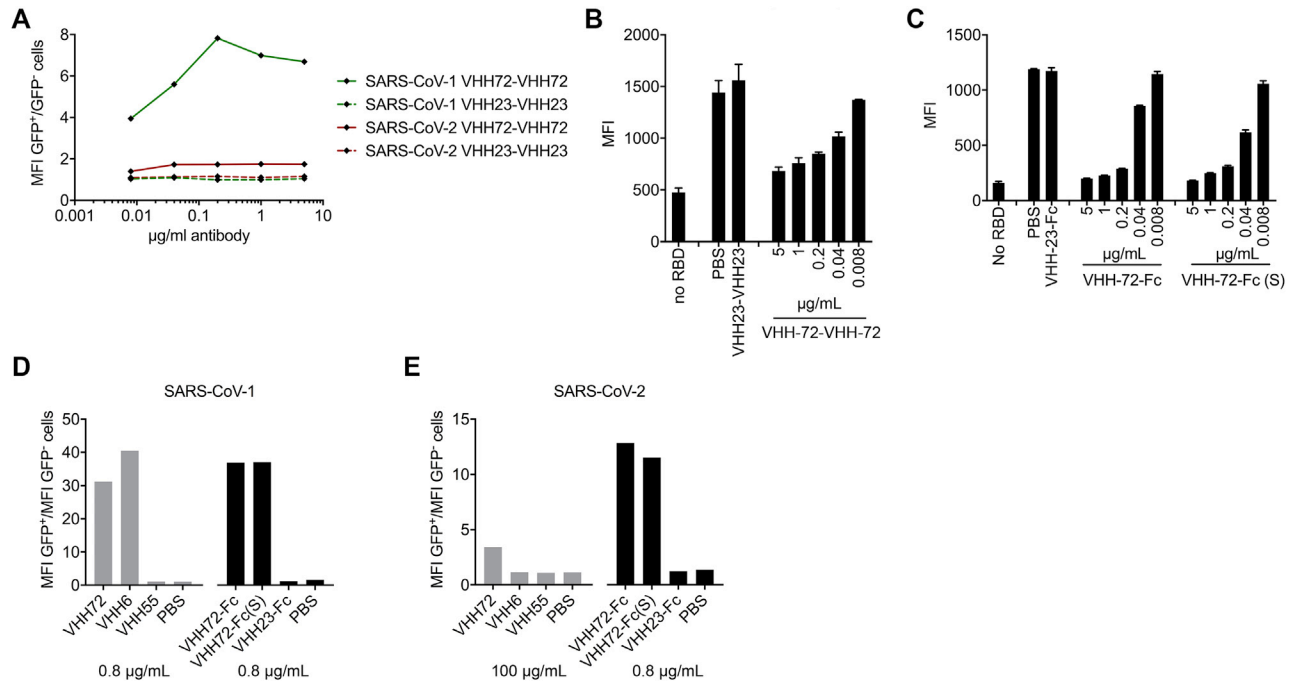 A
MFI GFP+/GFP- cells
8
6
4
2
0
0.001
0.01
0.1
1
10
µg/ml antibody
SARS-CoV-1 VHH72-VHH72
SARS-CoV-1 VHH23-VHH23
SARS-CoV-2 VHH72-VHH72
SARS-CoV-2 VHH23-VHH23
B
MFI
2000
1500
1000
500
0
no RBD
PBS
VHH23-VHH23
5
1
0.2
0.04
0.008
µg/mL
VHH-72-VHH-72
C
MFI
1500
1000
500
0
No RBD
PBS
VHH-23-Fc
5
1
0.2
0.04
0.008
µg/mL
VHH-72-Fc
5
1
0.2
0.04
0.008
µg/mL
VHH-72-Fc (S)
D
SARS-CoV-1
MFI GFP+/MFI GFP- cells
50
40
30
20
10
0
VHH72
VHH6
VHH55
PBS
0.8 µg/mL
VHH72-Fc
VHH72-Fc(S)
VHH23-Fc
PBS
0.8 µg/mL
E
SARS-CoV-2
MFI GFP+/MFI GFP- cells
15
10
5
0
VHH72
VHH6
VHH55
PBS
100 µg/mL
VHH72-Fc
VHH72-Fc(S)
VHH23-Fc
PBS
0.8 µg/mL